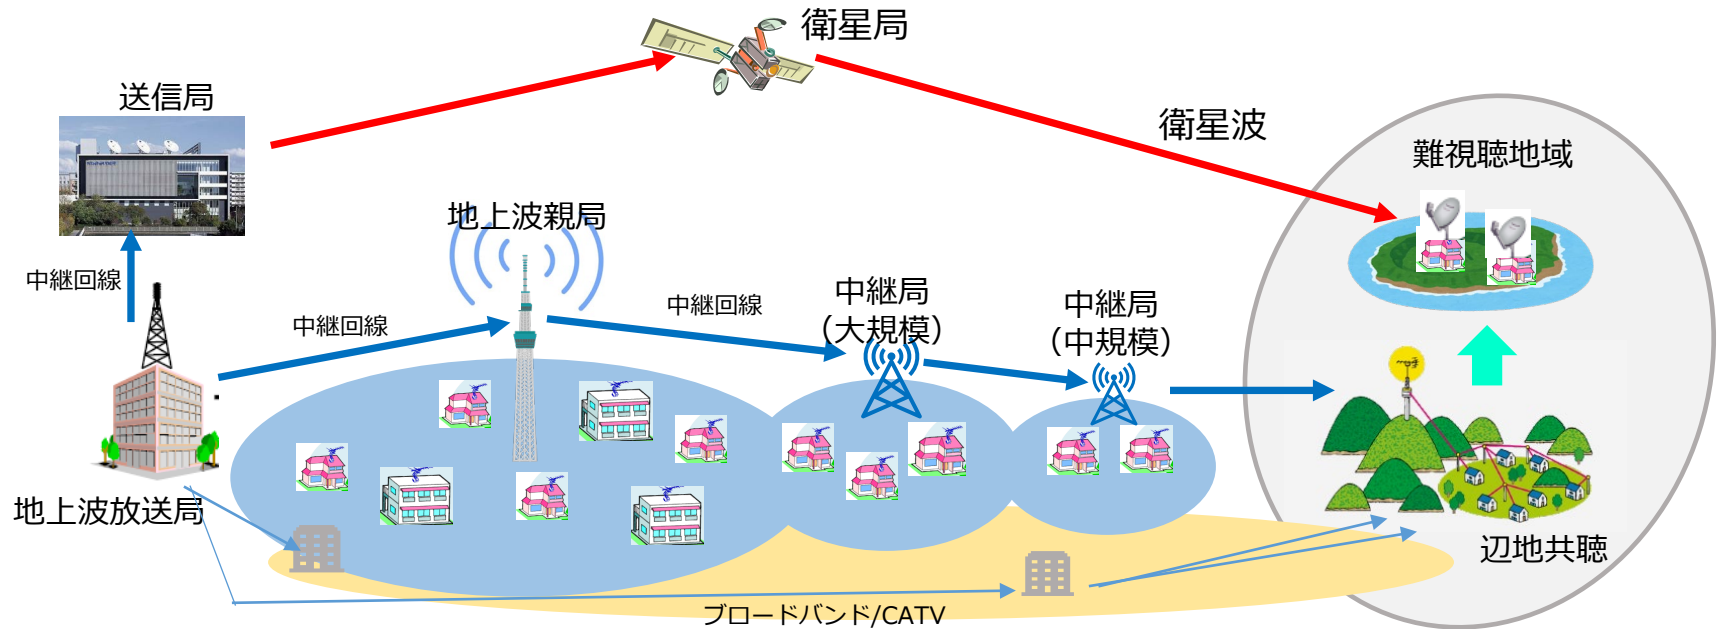 衛星局
送信局
衛星波
難視聴地域
地上波親局
中継回線
中継回線
中継回線
中継局
（大規模）
中継局
（中規模）
地上波放送局
辺地共聴
ブロードバンド/CATV